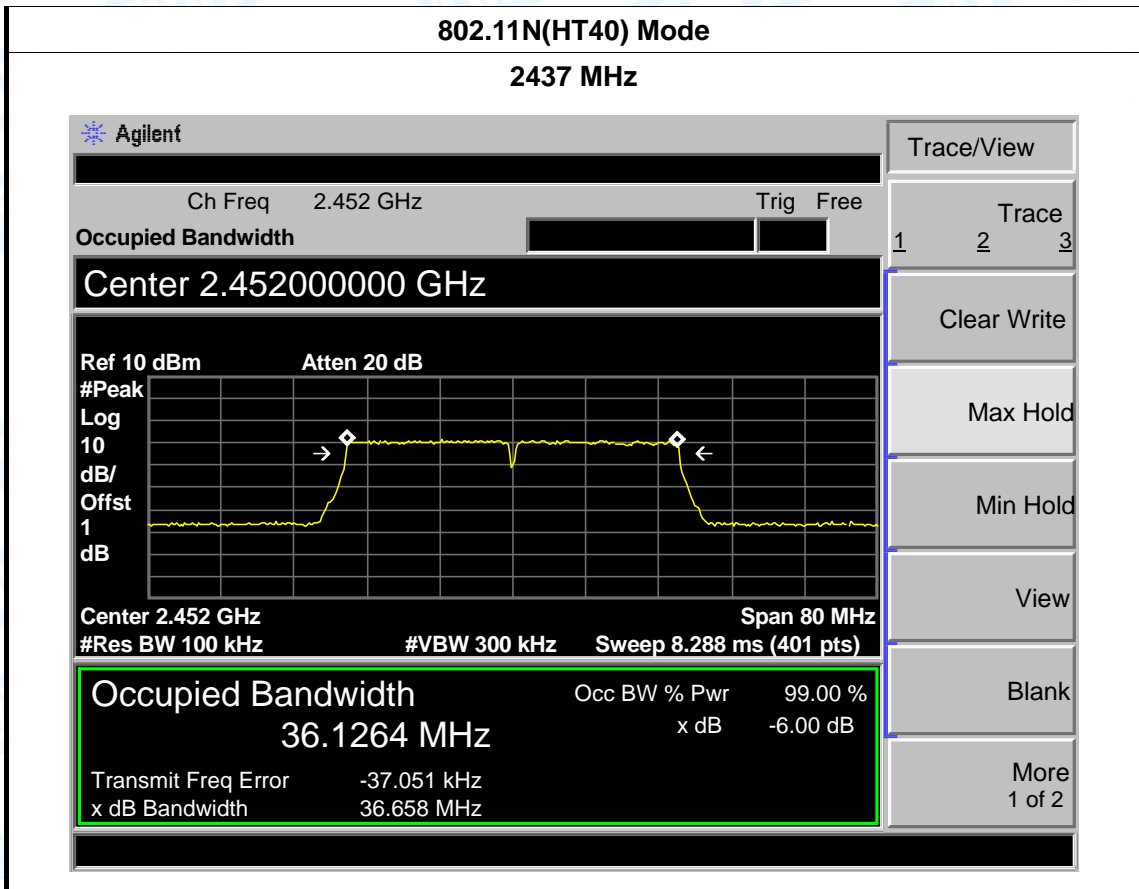 802.11N(HT40) Mode
2437 MHz
Agilent
Trace/View
Ch Freq 2.452 GHz Trig Free
Occupied Bandwidth
Trace
1 2 3
Center 2.452000000 GHz
Clear Write
Ref 10 dBm Atten 20 dB
#Peak
Log
10
dB/
Offst
1
dB
Max Hold
Min Hold
Center 2.452 GHz Span 80 MHz
#Res BW 100 kHz #VBW 300 kHz Sweep 8.288 ms (401 pts)
View
Occupied Bandwidth Occ BW % Pwr 99.00 %
36.1264 MHz x dB -6.00 dB
Transmit Freq Error -37.051 kHz
x dB Bandwidth 36.658 MHz
Blank
More
1 of 2